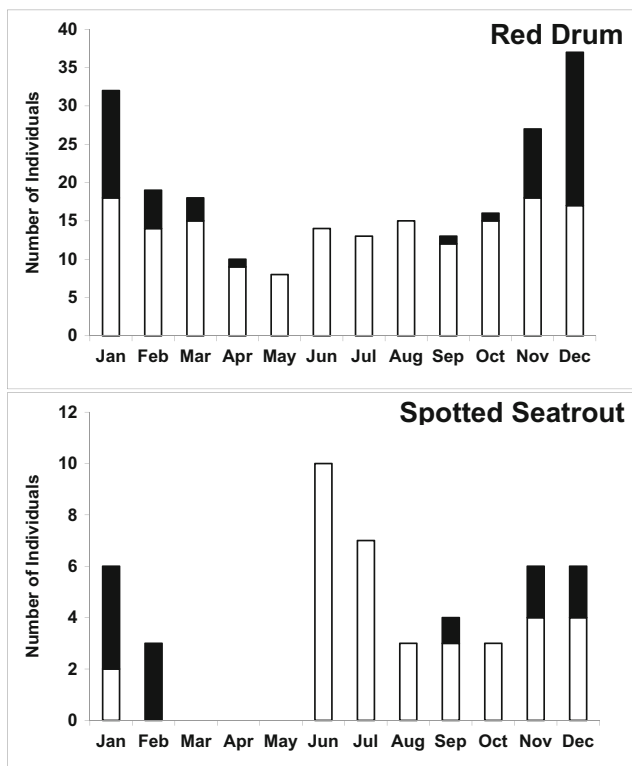 Red Drum
Number of Individuals
40
35
30
25
20
15
10
5
0
Jan Feb Mar Apr May Jun Jul Aug Sep Oct Nov Dec
Spotted Seatrout
Number of Individuals
12
10
8
6
4
2
0
Jan Feb Mar Apr May Jun Jul Aug Sep Oct Nov Dec